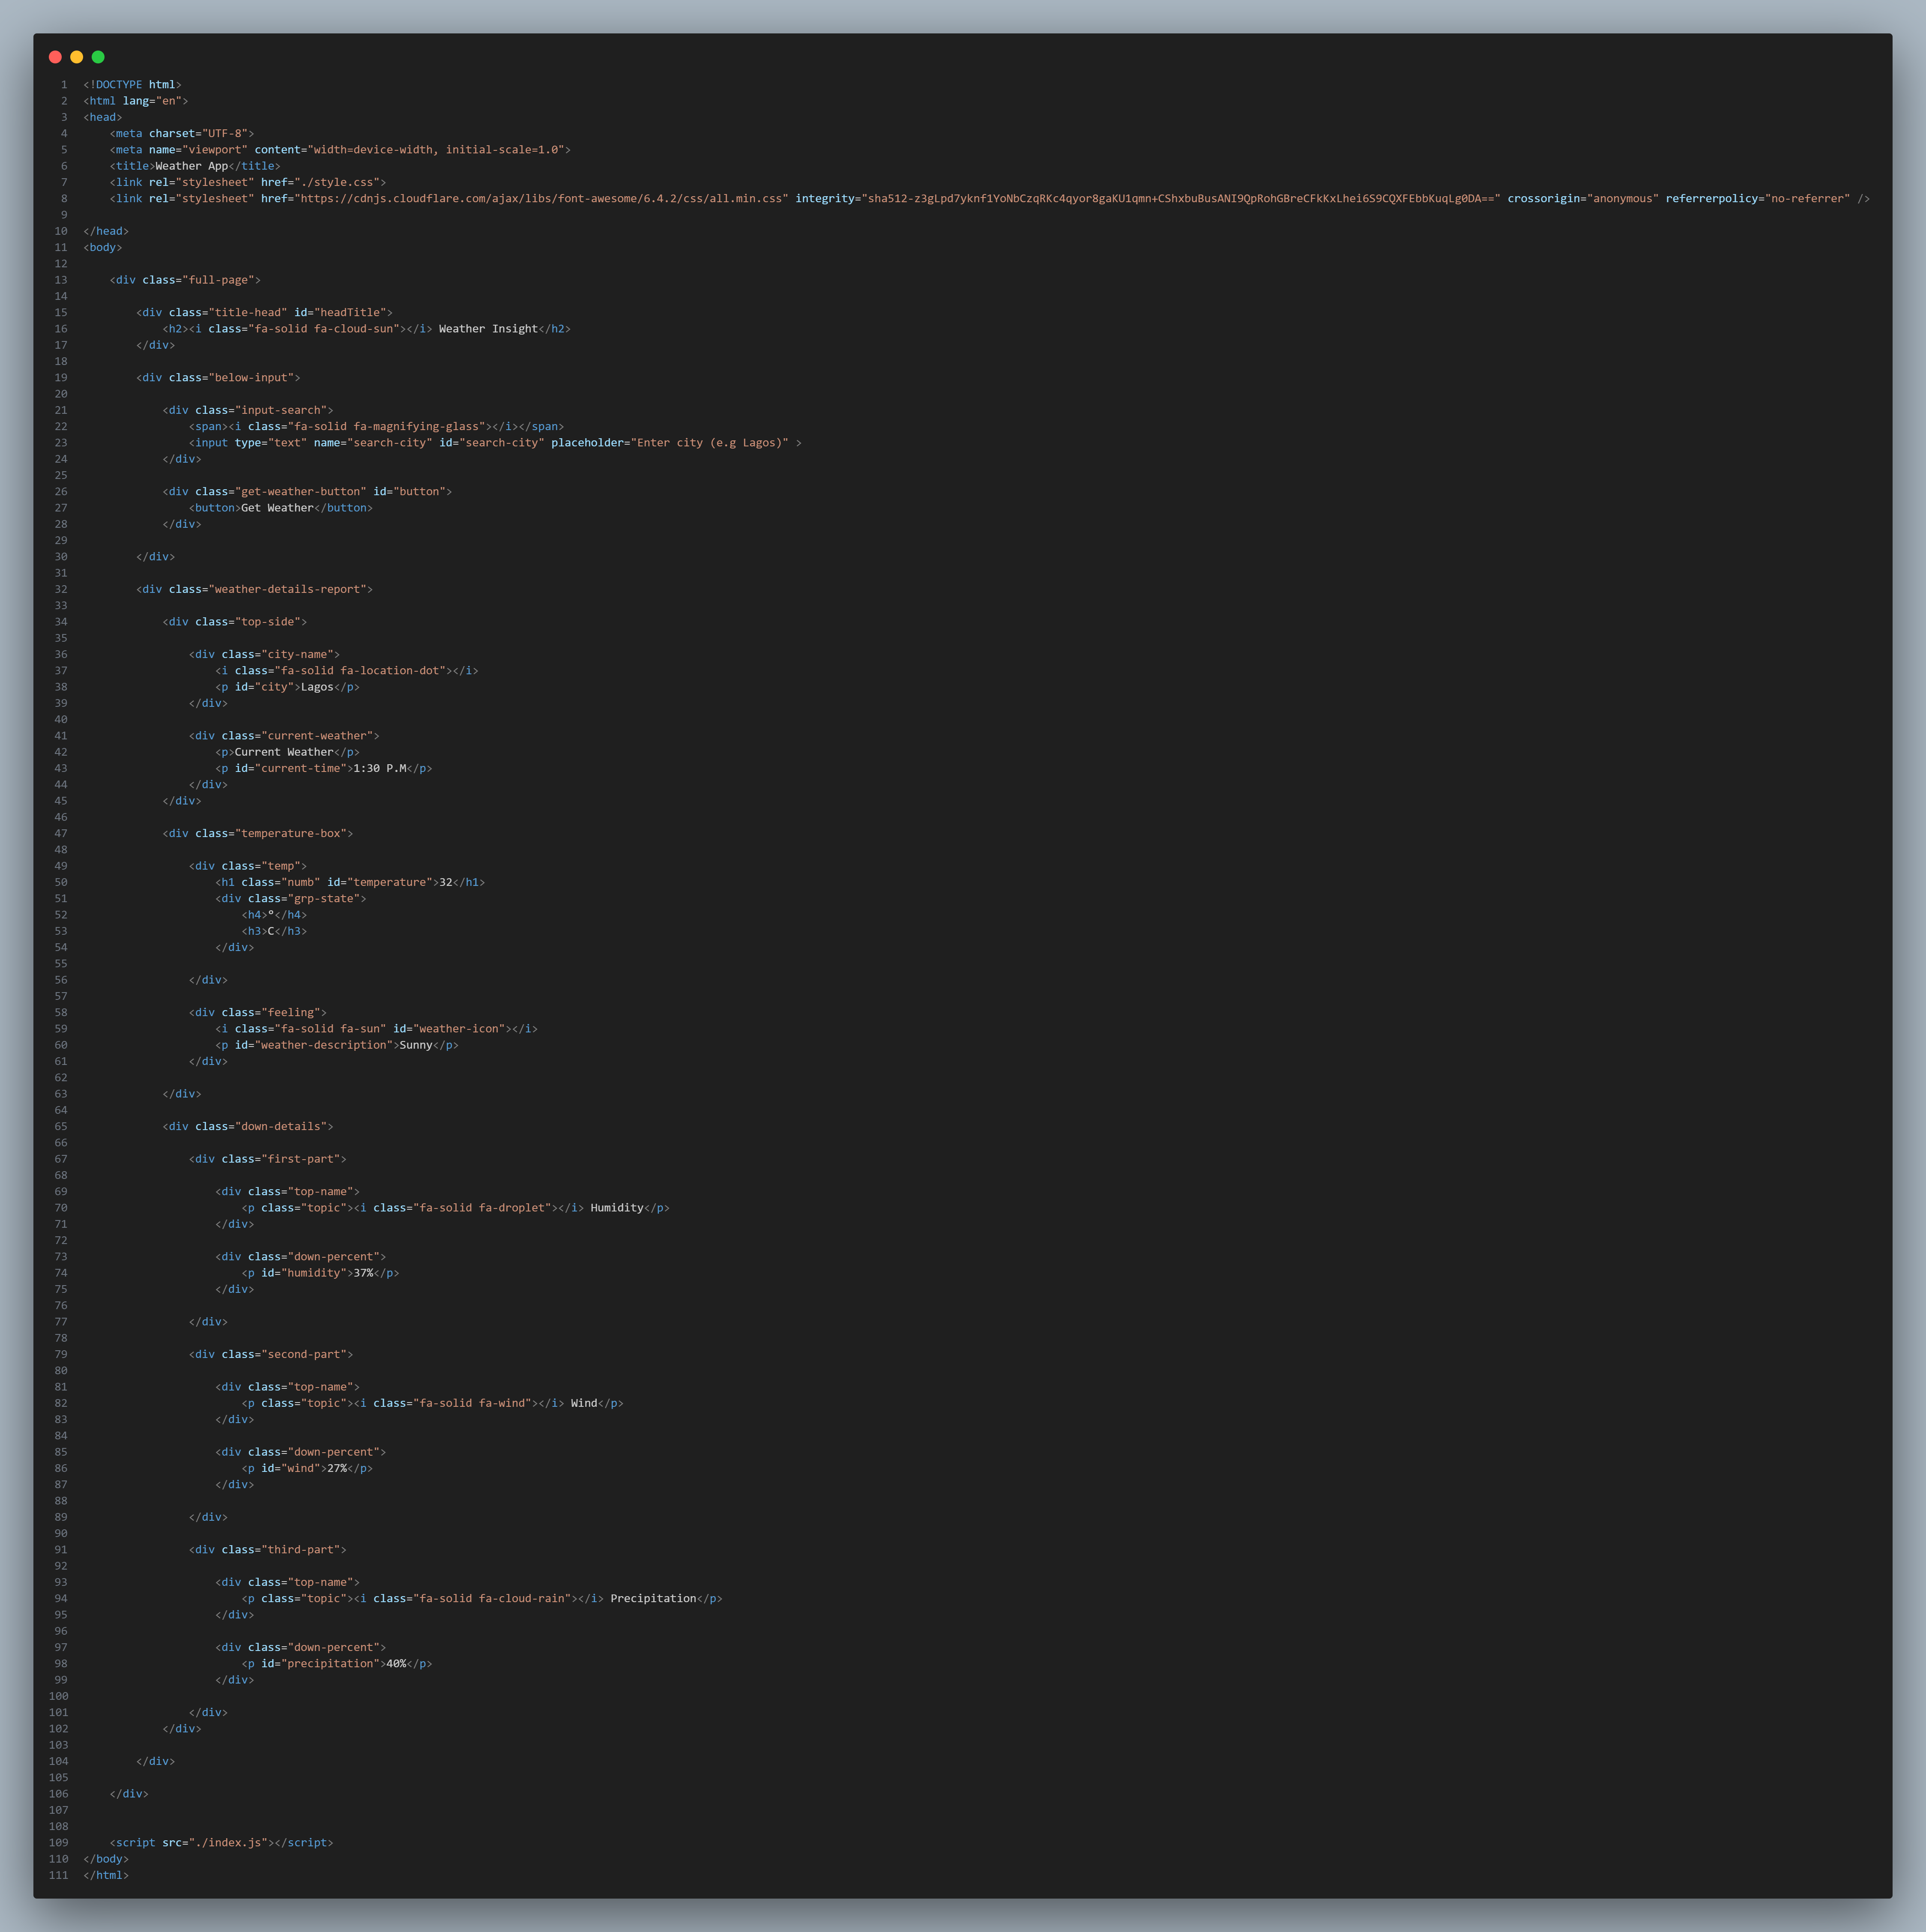 1 <!DOCTYPE html>
2 <html lang="en">
3 <head>
4     <meta charset="UTF-8">
5     <meta name="viewport" content="width=device-width, initial-scale=1.0">
6     <title>Weather App</title>
7     <link rel="stylesheet" href="./style.css">
8     <link rel="stylesheet" href="https://cdnjs.cloudflare.com/ajax/libs/font-awesome/6.4.2/css/all.min.css" integrity="sha512-z3gLpd7yknf1YoNbCzqRKc4qyor8gaKU1qmn+CShxbuBusANI9QpRohGBreCFkKxLhei6S9CQXFEbbKuqLg0DA==" crossorigin="anonymous" referrerpolicy="no-referrer" />
9
10 </head>
11 <body>
12
13     <div class="full-page">
14
15         <div class="title-head" id="headTitle">
16             <h2><i class="fa-solid fa-cloud-sun"></i> Weather Insight</h2>
17         </div>
18
19         <div class="below-input">
20
21             <div class="input-search">
22                 <span><i class="fa-solid fa-magnifying-glass"></i></span>
23                 <input type="text" name="search-city" id="search-city" placeholder="Enter city (e.g Lagos)" >
24             </div>
25
26             <div class="get-weather-button" id="button">
27                 <button>Get Weather</button>
28             </div>
29
30         </div>
31
32         <div class="weather-details-report">
33
34             <div class="top-side">
35
36                 <div class="city-name">
37                     <i class="fa-solid fa-location-dot"></i>
38                     <p id="city">Lagos</p>
39                 </div>
40
41                 <div class="current-weather">
42                     <p>Current Weather</p>
43                     <p id="current-time">1:30 P.M</p>
44                 </div>
45             </div>
46
47             <div class="temperature-box">
48
49                 <div class="temp">
50                     <h1 class="numb" id="temperature">32</h1>
51                     <div class="grp-state">
52                         <h4>°</h4>
53                         <h3>C</h3>
54                     </div>
55
56                 </div>
57
58                 <div class="feeling">
59                     <i class="fa-solid fa-sun" id="weather-icon"></i>
60                     <p id="weather-description">Sunny</p>
61                 </div>
62
63             </div>
64
65             <div class="down-details">
66
67                 <div class="first-part">
68
69                     <div class="top-name">
70                         <p class="topic"><i class="fa-solid fa-droplet"></i> Humidity</p>
71                     </div>
72
73                     <div class="down-percent">
74                         <p id="humidity">37%</p>
75                     </div>
76
77                 </div>
78
79                 <div class="second-part">
80
81                     <div class="top-name">
82                         <p class="topic"><i class="fa-solid fa-wind"></i> Wind</p>
83                     </div>
84
85                     <div class="down-percent">
86                         <p id="wind">27%</p>
87                     </div>
88
89                 </div>
90
91                 <div class="third-part">
92
93                     <div class="top-name">
94                         <p class="topic"><i class="fa-solid fa-cloud-rain"></i> Precipitation</p>
95                     </div>
96
97                     <div class="down-percent">
98                         <p id="precipitation">40%</p>
99                     </div>
100
101                 </div>
102             </div>
103
104         </div>
105
106     </div>
107
108
109     <script src="./index.js"></script>
110 </body>
111 </html>